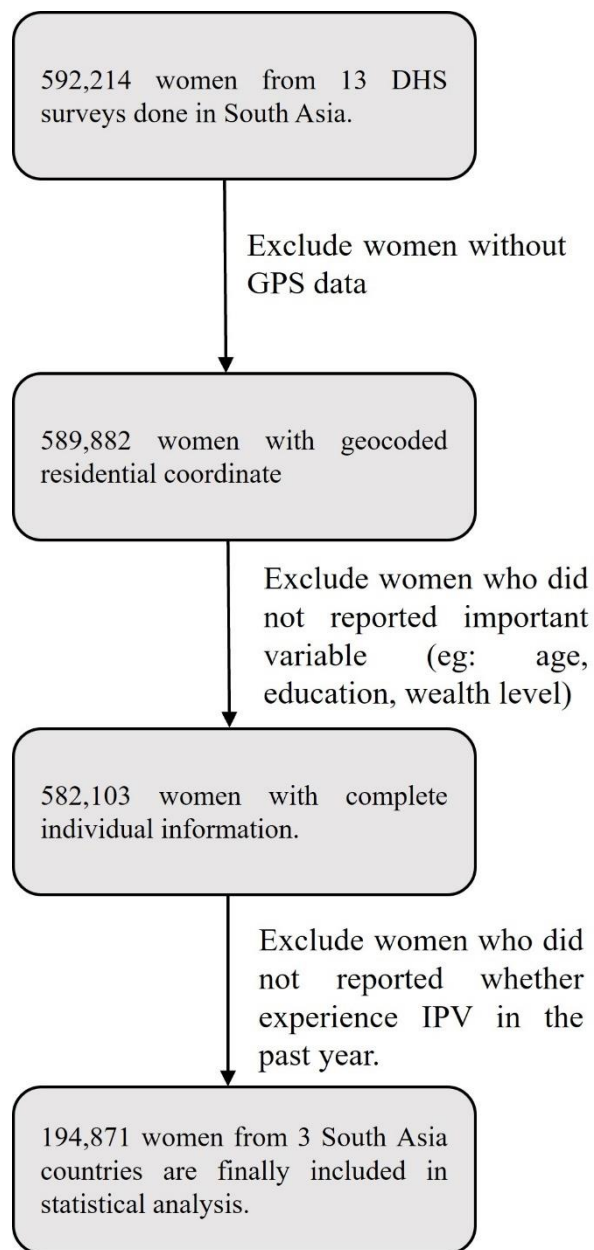 592,214 women from 13 DHS
surveys done in South Asia.
Exclude women without
GPS data
589,882 women with geocoded
residential coordinate
Exclude women who did
not reported important
variable (eg: age,
education, wealth level)
582,103 women with complete
individual information.
Exclude women who did
not reported whether
experience IPV in the
past year.
194,871 women from 3 South Asia
countries are finally included in
statistical analysis.